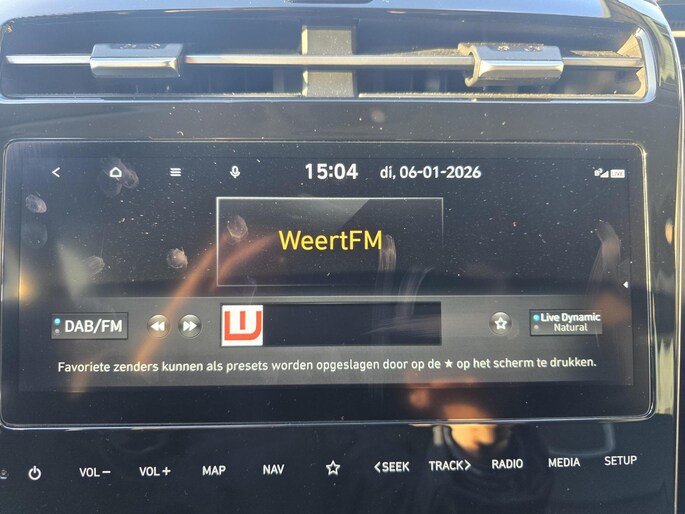 15:04 di, 06-01-2026
WeertFM
DAB/FM
Live Dynamic
Natural
Favoriete zenders kunnen als presets worden opgeslagen door op de ★ op het scherm te drukken.
VOL– VOL+ MAP NAV ☆ <SEEK TRACK> RADIO MEDIA SETUP